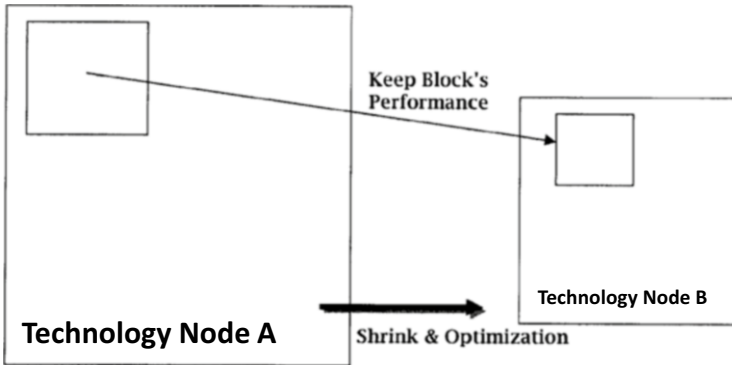 Keep Block's
Performance
Technology Node B
Technology Node A
Shrink & Optimization